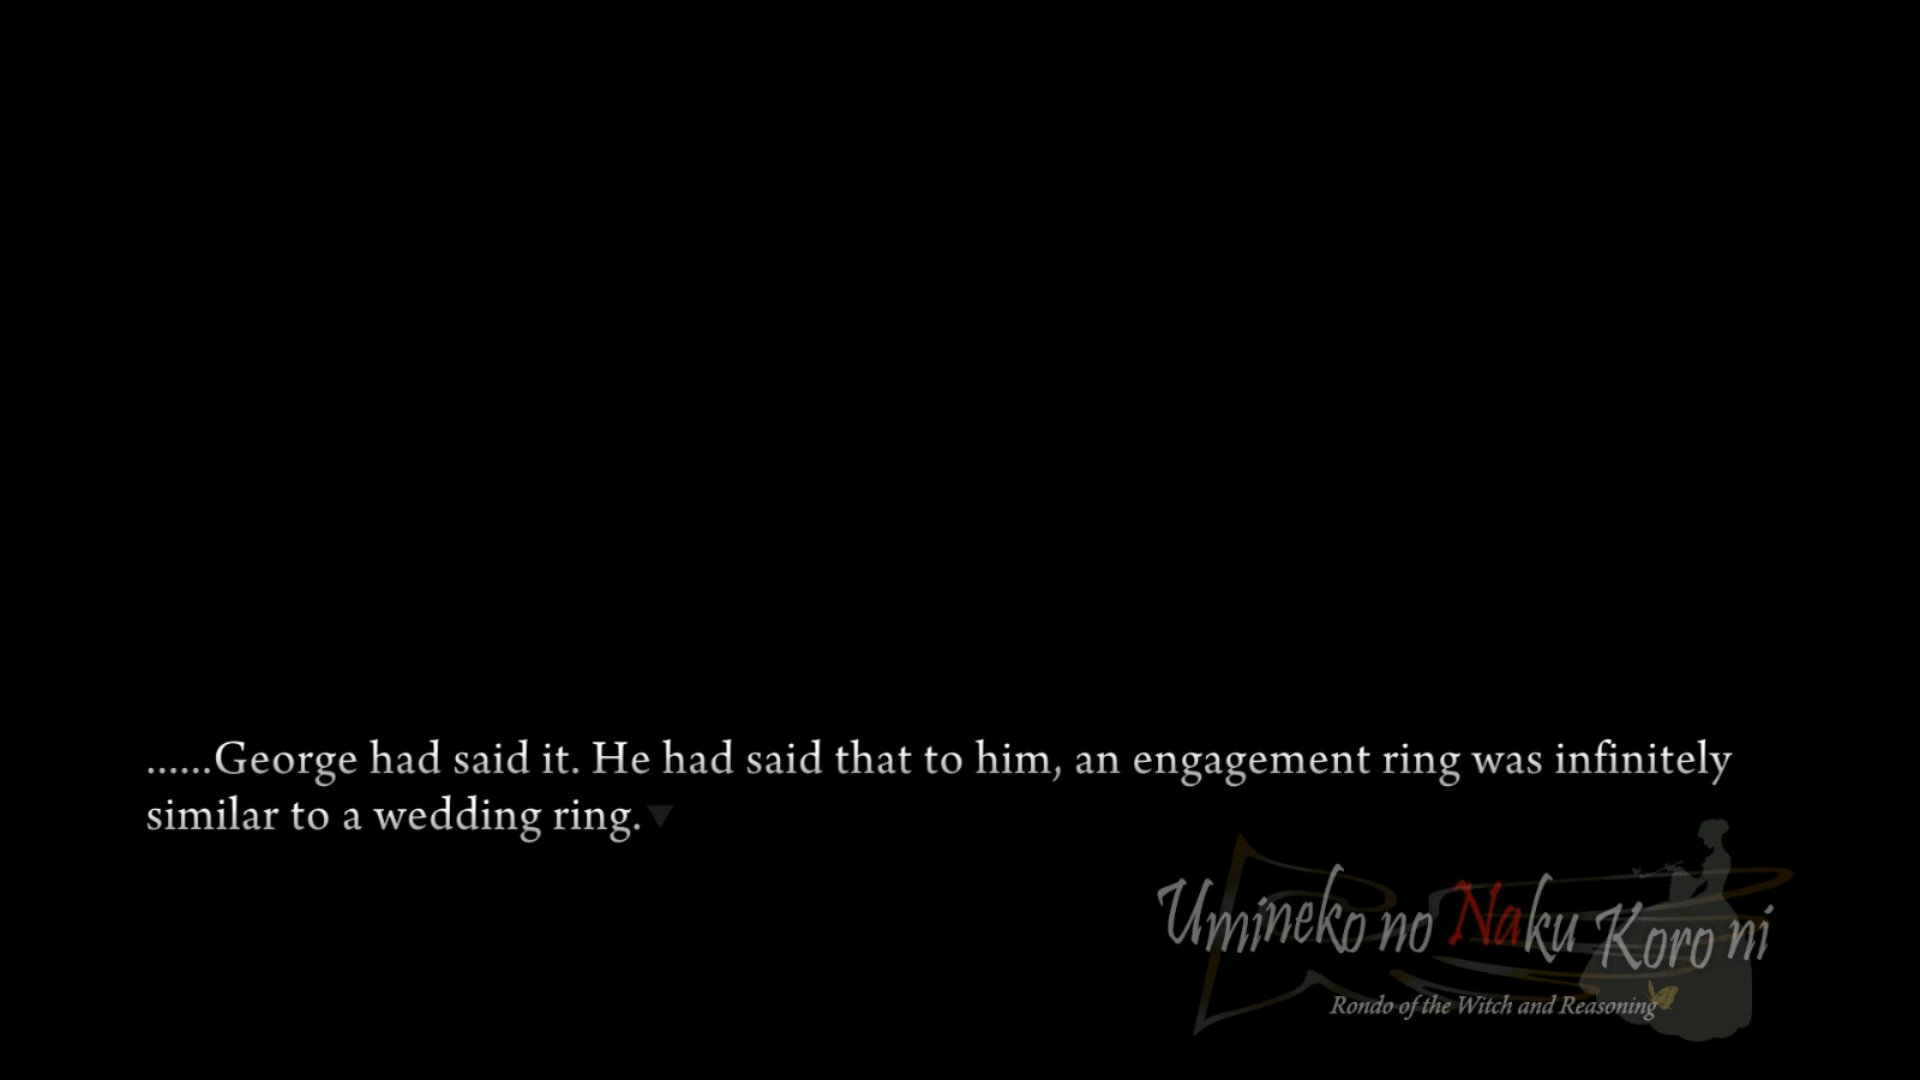 ......George had said it. He had said that to him, an engagement ring was infinitely
similar to a wedding ring.
Umineko no Naku Koro ni
Rondo of the Witch and Reasoning